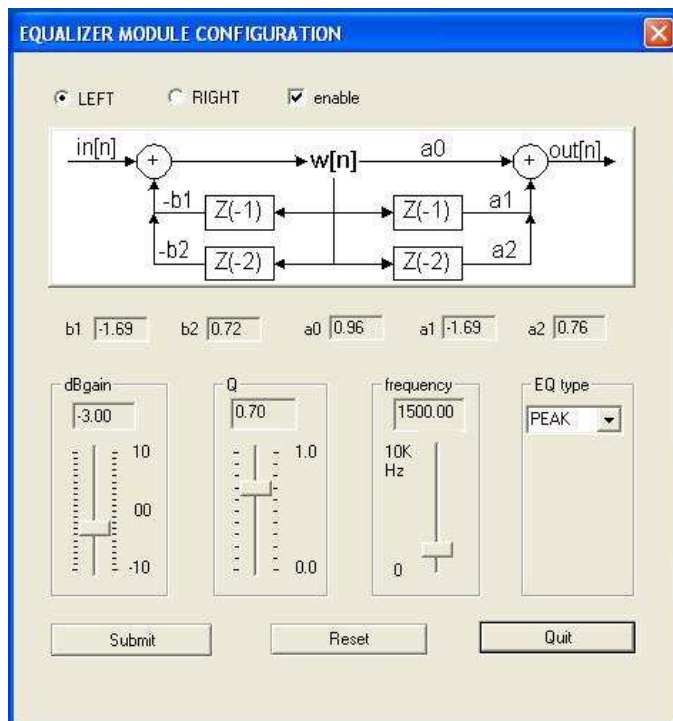 EQUALIZER MODULE CONFIGURATION
LEFT RIGHT enable
in[n] + w[n] a0 + out[n]
-b1 Z(-1) Z(-1) a1
-b2 Z(-2) Z(-2) a2
b1 -1.69 b2 0.72 a0 0.96 a1 -1.69 a2 0.76
dBgain Q frequency EQ type
-3.00 0.70 1500.00 PEAK
10 1.0 10K
Hz
00
-10 0.0 0
Submit Reset Quit